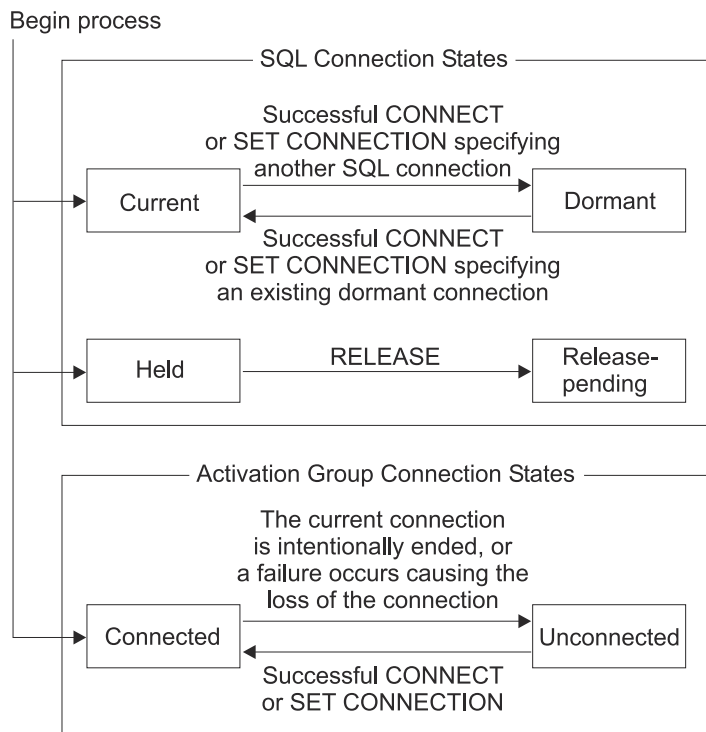 Begin process
SQL Connection States
Successful CONNECT
or SET CONNECTION specifying
another SQL connection
Current
Dormant
Successful CONNECT
or SET CONNECTION specifying
an existing dormant connection
Held
RELEASE
Release-
pending
Activation Group Connection States
The current connection
is intentionally ended, or
a failure occurs causing the
loss of the connection
Connected
Unconnected
Successful CONNECT
or SET CONNECTION